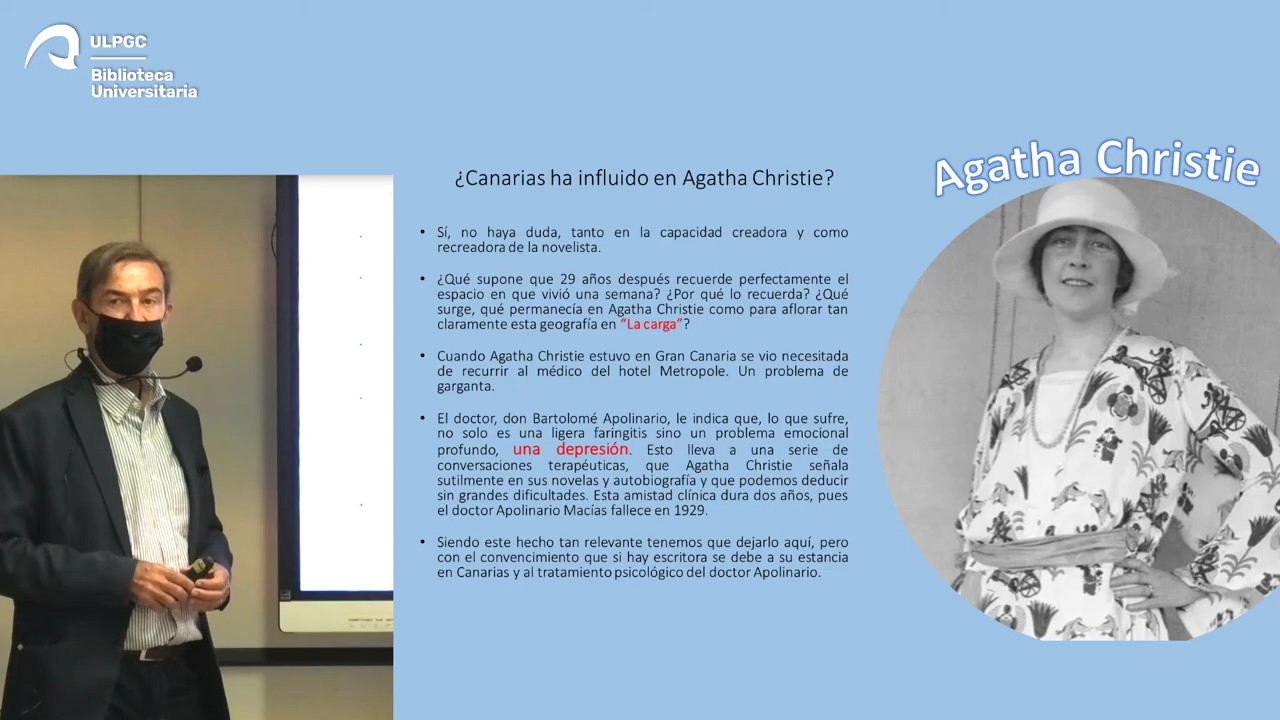 ULPGC
Biblioteca
Universitaria
Agatha Christie
¿Canarias ha influido en Agatha Christie?
• Sí, no haya duda, tanto en la capacidad creadora y como
recreadora de la novelista.
• ¿Qué supone que 29 años después recuerde perfectamente el
espacio en que vivió una semana? ¿Por qué lo recuerda? ¿Qué
surge, qué permanecía en Agatha Christie como para aflorar tan
claramente esta geografía en “La carga”?
• Cuando Agatha Christie estuvo en Gran Canaria se vio necesitada
de recurrir al médico del hotel Metropole. Un problema de
garganta.
• El doctor, don Bartolomé Apolinario, le indica que, lo que sufre,
no solo es una ligera faringitis sino un problema emocional
profundo, una depresión. Esto lleva a una serie de
conversaciones terapéuticas, que Agatha Christie señala
sutilmente en sus novelas y autobiografía y que podemos deducir
sin grandes dificultades. Esta amistad clínica dura dos años, pues
el doctor Apolinario Macías fallece en 1929.
• Siendo este hecho tan relevante tenemos que dejarlo aquí, pero
con el convencimiento que si hay escritora se debe a su estancia
en Canarias y al tratamiento psicológico del doctor Apolinario.